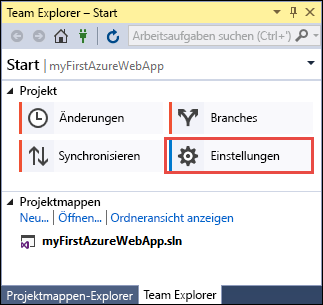 Team Explorer - Start
Arbeitsaufgaben suchen (Ctrl+')
Start | myFirstAzureWebApp
Projekt
Änderungen
Branches
Synchronisieren
Einstellungen
Projektmappen
Neu... | Öffnen... | Ordneransicht anzeigen
myFirstAzureWebApp.sln
Projektmappen-Explorer Team Explorer